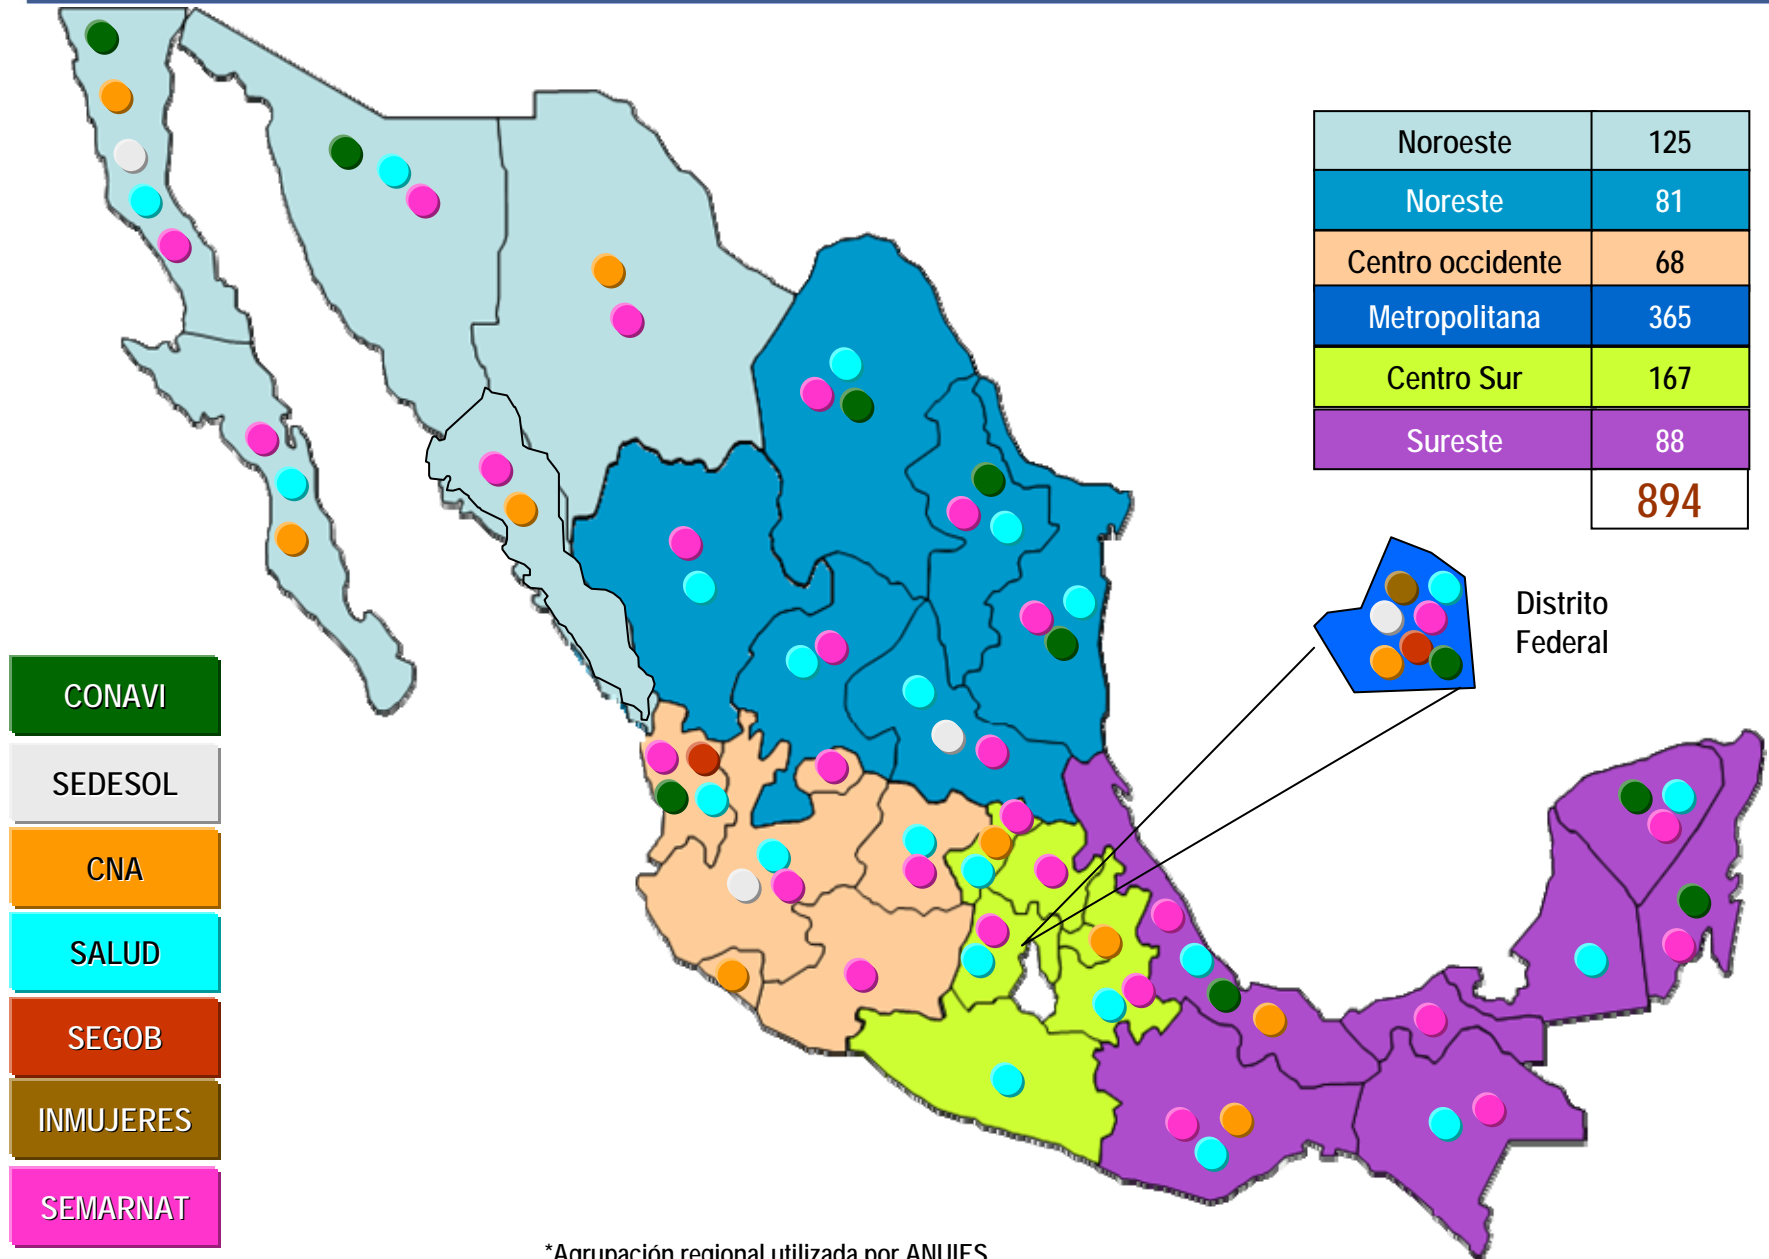 Noroeste 125
Noreste 81
Centro occidente 68
Metropolitana 365
Centro Sur 167
Sureste 88
894
Distrito
Federal
CONAVI
SEDESOL
CNA
SALUD
SEGOB
INMUJERES
SEMARNAT
*Agrupación regional utilizada por ANUIES